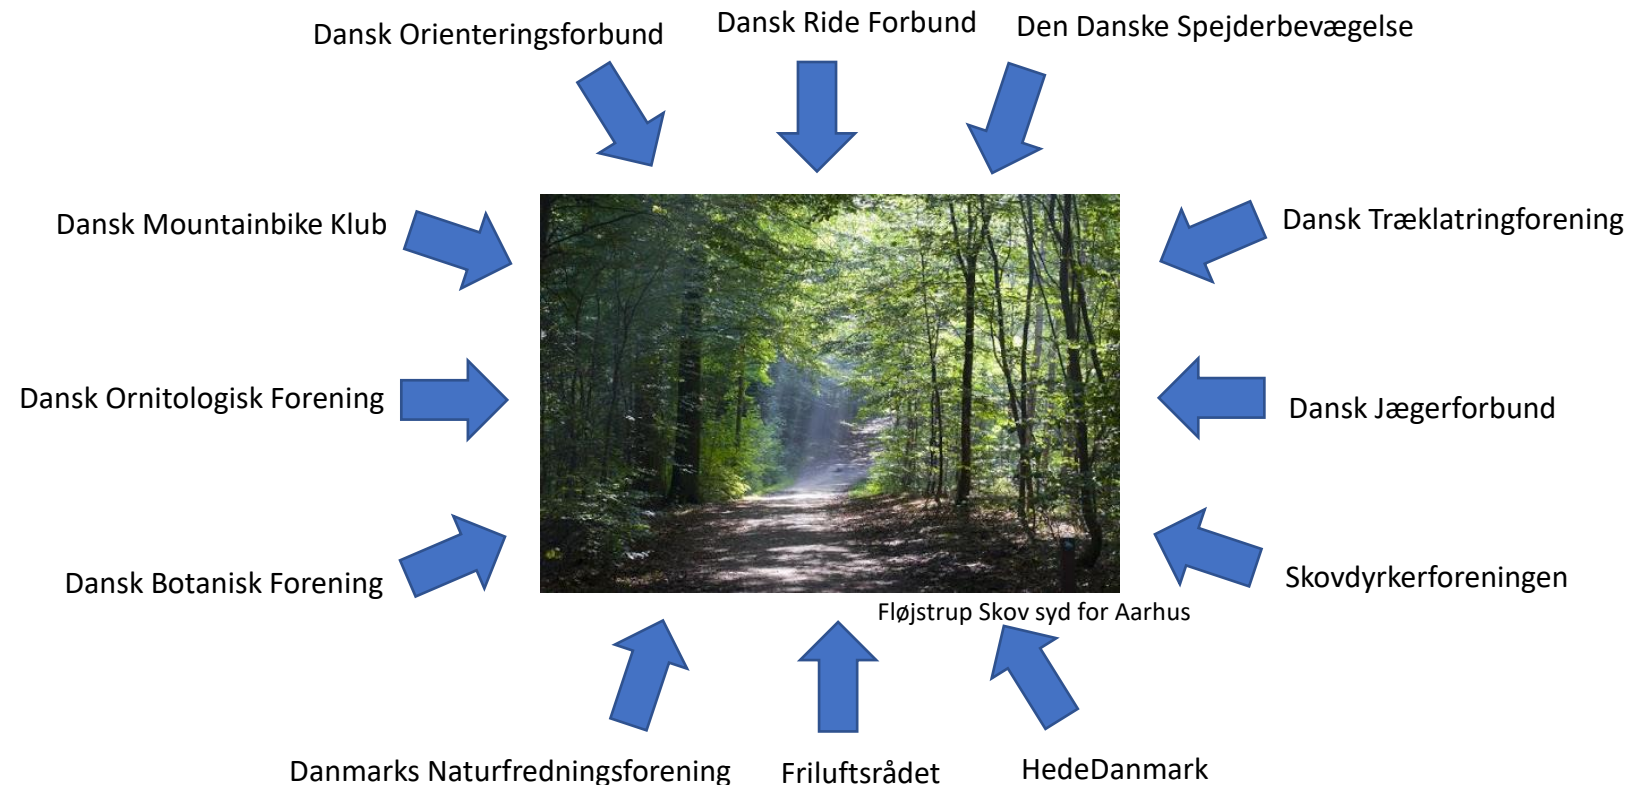 Dansk Orienteringsforbund
Dansk Ride Forbund
Den Danske Spejderbevægelse
Dansk Mountainbike Klub
Dansk Træklatringforening
Dansk Ornitologisk Forening
Dansk Jægerforbund
Dansk Botanisk Forening
Skovdyrkerforeningen
Fløjstrup Skov syd for Aarhus
Danmarks Naturfredningsforening
Friluftsrådet
HedeDanmark